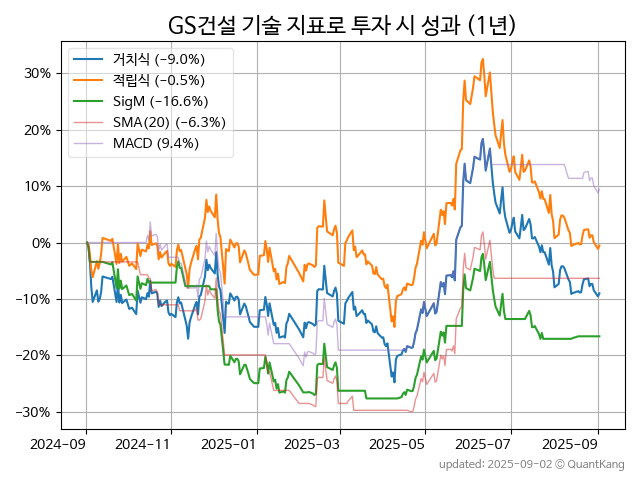 GS건설 기술 지표로 투자 시 성과 (1년)
거치식 (−9.0%)
적립식 (−0.5%)
SigM (−16.6%)
SMA(20) (−6.3%)
MACD (9.4%)
30%
20%
10%
0%
−10%
−20%
−30%
2024-09 2024-11 2025-01 2025-03 2025-05 2025-07 2025-09
updated: 2025-09-02 © QuantKang